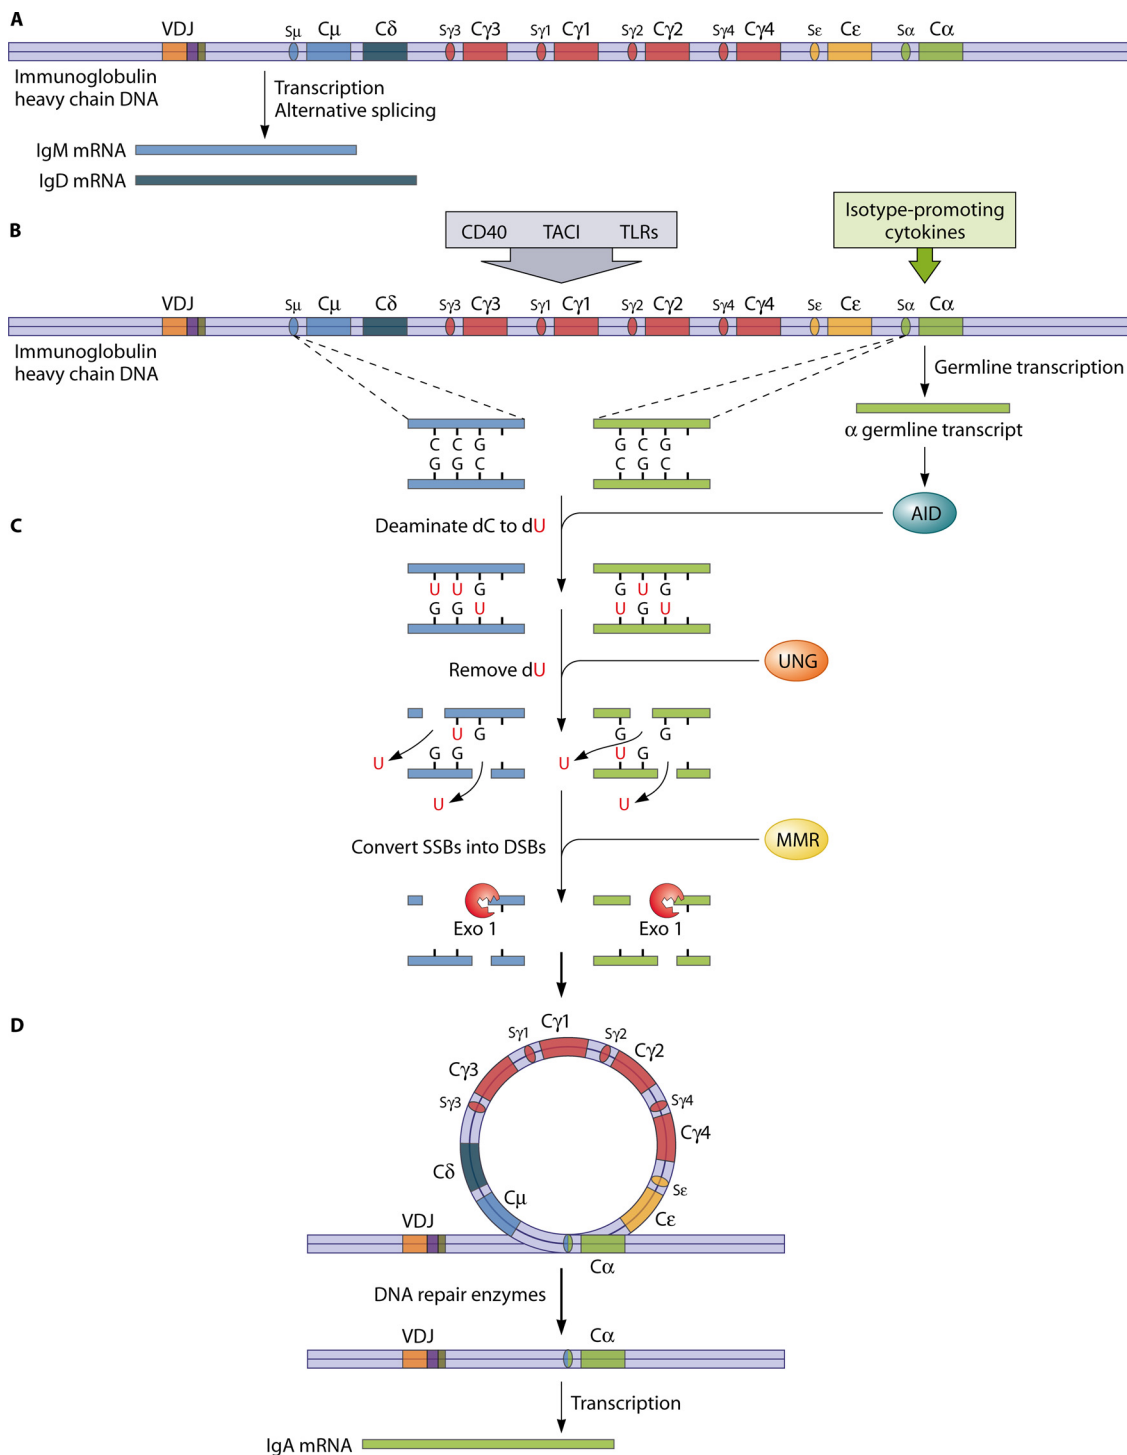 A
VDJ Sμ Cμ Cδ Sγ3 Cγ3 Sγ1 Cγ1 Sγ2 Cγ2 Sγ4 Cγ4 Sε Cε Sα Cα
Immunoglobulin
heavy chain DNA
Transcription
Alternative splicing
IgM mRNA
IgD mRNA
B
CD40 TACI TLRs
Isotype-promoting
cytokines
VDJ Sμ Cμ Cδ Sγ3 Cγ3 Sγ1 Cγ1 Sγ2 Cγ2 Sγ4 Cγ4 Sε Cε Sα Cα
Immunoglobulin
heavy chain DNA
Germline transcription
α germline transcript
C C G G C G
G G C C G C
C
Deaminate dC to dU
AID
U U G G U G
G G U U G U
Remove dU
UNG
U G G G
U G G U U G
U U
Convert SSBs into DSBs
MMR
Exo 1 Exo 1
D
Sγ1 Cγ1 Sγ2
Cγ3 Cγ2
Sγ3 Sγ4
Cγ4
Cδ
Cμ Sε
VDJ Cε
Cα
DNA repair enzymes
VDJ Cα
Transcription
IgA mRNA